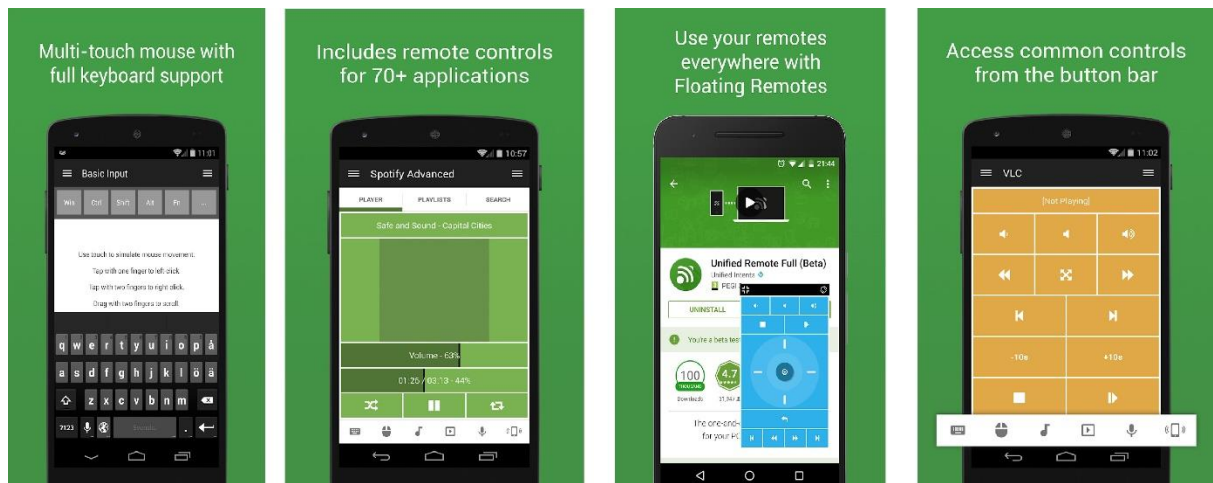 Multi-touch mouse with
full keyboard support
11:01
Basic Input
Win Ctrl Shift Alt Fn ...
Use touch to simulate mouse movement.
Tap with one finger to left click.
Tap with two fingers to right click.
Drag with two fingers to scroll.
q w e r t y u i o p å
a s d f g h j k l ö ä
z x c v b n m
?123 .
Includes remote controls
for 70+ applications
10:57
Spotify Advanced
PLAYER PLAYLISTS SEARCH
Safe and Sound - Capital Cities
Volume - 63%
01:25 / 03:13 - 44%
Use your remotes
everywhere with
Floating Remotes
21:44
Unified Remote Full (Beta)
Unified Intents
PEGI
UNINSTALL
You're a beta tes
100 4.7
THOUSAND
Downloads
The one-and-
for your PC
Access common controls
from the button bar
11:02
VLC
[Not Playing]
-10s +10s